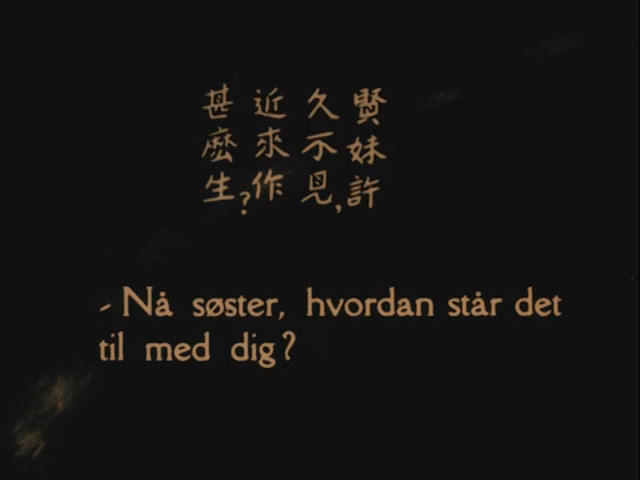 賢妹許
久不見,
近來作
甚麽生?
- Nå søster, hvordan står det
til med dig?